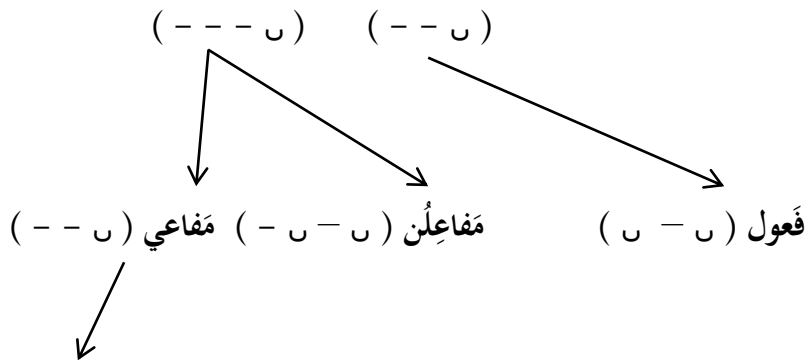 ( ں – – ) ( ں – – – )
فَعول ( ں – ں ) مَفاعِلُن ( ں – ں – ) مَفاعي ( ں – – )